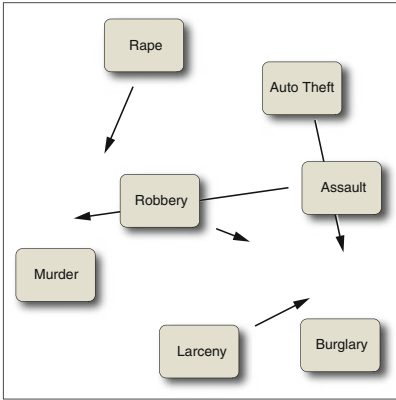 Rape
Auto Theft
Assault
Robbery
Murder
Larceny
Burglary